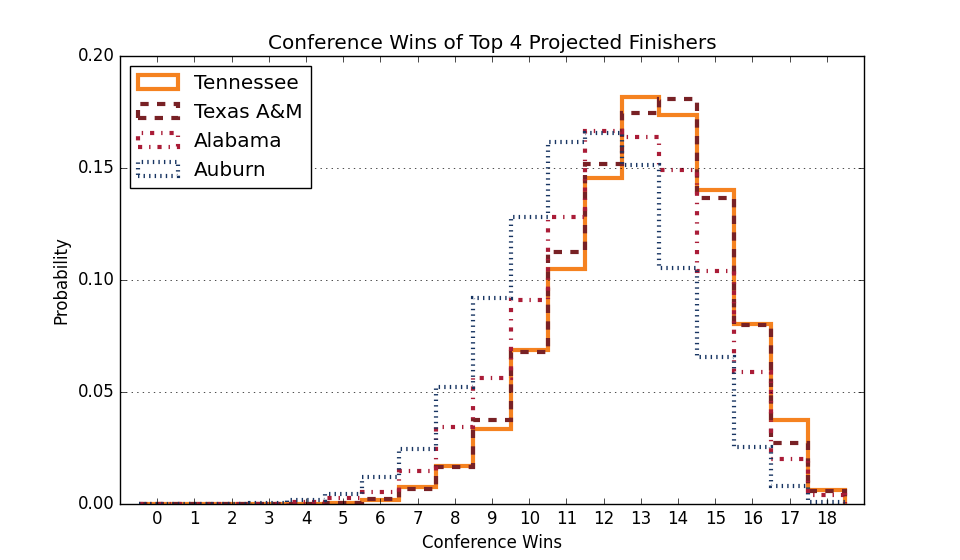 Conference Wins of Top 4 Projected Finishers
0.20
0.15
0.10
0.05
0.00
Probability
Tennessee
Texas A&M
Alabama
Auburn
0 1 2 3 4 5 6 7 8 9 10 11 12 13 14 15 16 17 18
Conference Wins